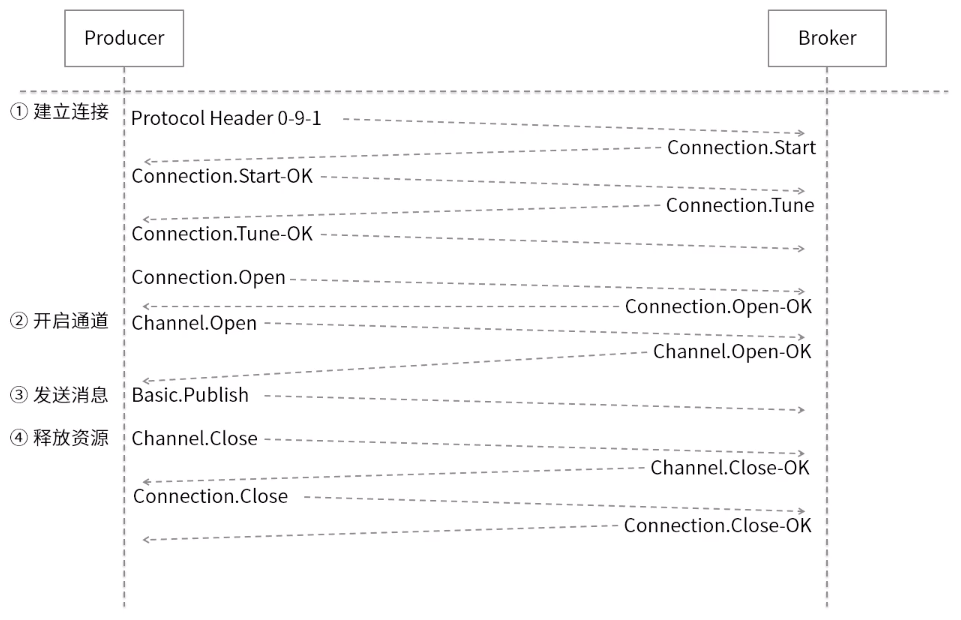 Producer
Broker
① 建立连接
Protocol Header 0-9-1
Connection.Start
Connection.Start-OK
Connection.Tune
Connection.Tune-OK
Connection.Open
Connection.Open-OK
② 开启通道
Channel.Open
Channel.Open-OK
③ 发送消息
Basic.Publish
④ 释放资源
Channel.Close
Channel.Close-OK
Connection.Close
Connection.Close-OK